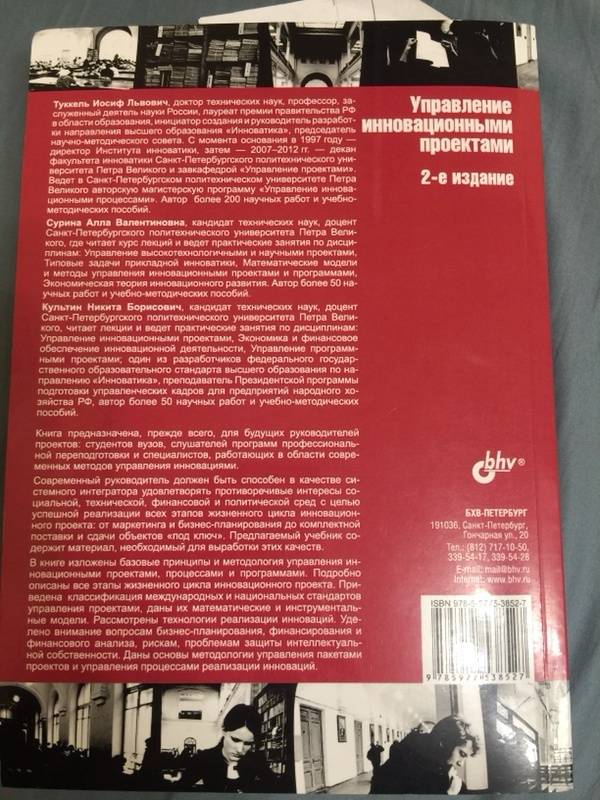 Туккель Иосиф Львович, доктор технических наук, профессор, за-
служенный деятель науки России, лауреат премии правительства РФ
в области образования, инициатор создания и руководитель разработ-
ки направления высшего образования «Инноватика», председатель
научно-методического совета. С момента основания в 1997 году —
директор Института инноватики, затем — 2007–2012 гг. — декан
факультета инноватики Санкт-Петербургского политехнического уни-
верситета Петра Великого и завкафедрой «Управление проектами».
Ведет в Санкт-Петербургском политехническом университете Петра
Великого авторскую магистерскую программу «Управление иннова-
ционными процессами». Автор более 200 научных работ и учебно-
методических пособий.
Сурина Алла Валентиновна, кандидат технических наук, доцент
Санкт-Петербургского политехнического университета Петра Вели-
кого, где читает курс лекций и ведет практические занятия по дисци-
плинам: Управление высокотехнологичными и научными проектами,
Типовые задачи прикладной инноватики, Математические модели
и методы управления инновационными проектами и программами,
Экономическая теория инновационного развития. Автор более 50 на-
учных работ и учебно-методических пособий.
Культин Никита Борисович, кандидат технических наук, доцент
Санкт-Петербургского политехнического университета Петра Вели-
кого, читает лекции и ведет практические занятия по дисциплинам:
Управление инновационными проектами, Экономика и финансовое
обеспечение инновационной деятельности, Управление программ-
ными проектами; один из разработчиков федерального государ-
ственного образовательного стандарта высшего образования по на-
правлению «Инноватика», преподаватель Президентской программы
подготовки управленческих кадров для предприятий народного хо-
зяйства РФ, автор более 50 научных работ и учебно-методических
пособий.
Книга предназначена, прежде всего, для будущих руководителей
проектов: студентов вузов, слушателей программ профессиональ-
ной переподготовки и специалистов, работающих в области совре-
менных методов управления инновациями.
Современный руководитель должен быть способен в качестве си-
стемного интегратора удовлетворять противоречивые интересы со-
циальной, технической, финансовой и политической сред с целью
успешной реализации всех этапов жизненного цикла инновацион-
ного проекта: от маркетинга и бизнес-планирования до комплектной
поставки и сдачи объектов «под ключ». Предлагаемый учебник со-
держит материал, необходимый для выработки этих качеств.
В книге изложены базовые принципы и методология управления ин-
новационными проектами, процессами и программами. Подробно
описаны все этапы жизненного цикла инновационного проекта. При-
ведена классификация международных и национальных стандартов
управления проектами, даны их математические и инструменталь-
ные модели. Рассмотрены технологии реализации инноваций. Уде-
лено внимание вопросам бизнес-планирования, финансирования и
финансового анализа, рискам, проблемам защиты интеллектуаль-
ной собственности. Даны основы методологии управления пакетами
проектов и управления процессами реализации инноваций.
Управление
инновационными
проектами
2-е издание
bhv®
БХВ-ПЕТЕРБУРГ
191036, Санкт-Петербург,
Гончарная ул., 20
Тел.: (812) 717-10-50,
339-54-17, 339-54-28
E-mail: mail@bhv.ru
Internet: www.bhv.ru
ISBN 978-5-9775-3852-7
9 785977 538527